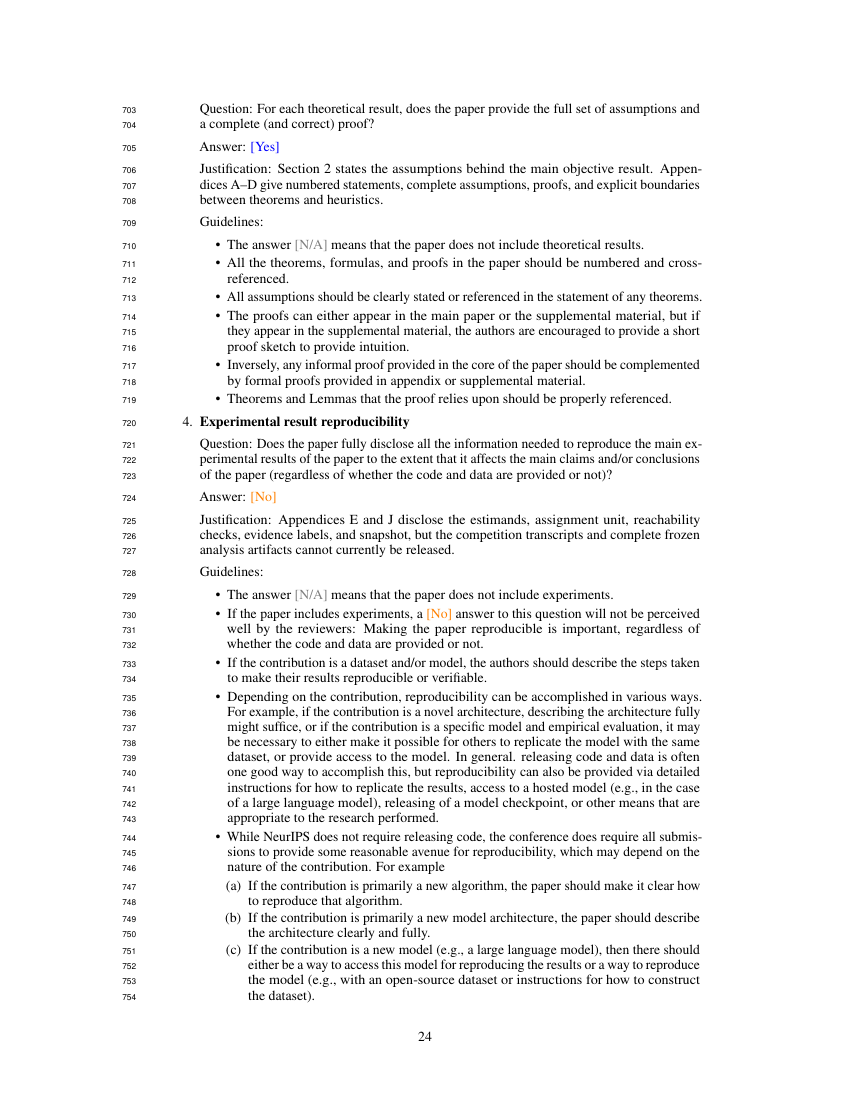 703 Question: For each theoretical result, does the paper provide the full set of assumptions and
704 a complete (and correct) proof?
705 Answer: [Yes]
706 Justification: Section 2 states the assumptions behind the main objective result. Appen-
707 dices A–D give numbered statements, complete assumptions, proofs, and explicit boundaries
708 between theorems and heuristics.
709 Guidelines:
710 • The answer [N/A] means that the paper does not include theoretical results.
711 • All the theorems, formulas, and proofs in the paper should be numbered and cross-
712 referenced.
713 • All assumptions should be clearly stated or referenced in the statement of any theorems.
714 • The proofs can either appear in the main paper or the supplemental material, but if
715 they appear in the supplemental material, the authors are encouraged to provide a short
716 proof sketch to provide intuition.
717 • Inversely, any informal proof provided in the core of the paper should be complemented
718 by formal proofs provided in appendix or supplemental material.
719 • Theorems and Lemmas that the proof relies upon should be properly referenced.
720 4. Experimental result reproducibility
721 Question: Does the paper fully disclose all the information needed to reproduce the main ex-
722 perimental results of the paper to the extent that it affects the main claims and/or conclusions
723 of the paper (regardless of whether the code and data are provided or not)?
724 Answer: [No]
725 Justification: Appendices E and J disclose the estimands, assignment unit, reachability
726 checks, evidence labels, and snapshot, but the competition transcripts and complete frozen
727 analysis artifacts cannot currently be released.
728 Guidelines:
729 • The answer [N/A] means that the paper does not include experiments.
730 • If the paper includes experiments, a [No] answer to this question will not be perceived
731 well by the reviewers: Making the paper reproducible is important, regardless of
732 whether the code and data are provided or not.
733 • If the contribution is a dataset and/or model, the authors should describe the steps taken
734 to make their results reproducible or verifiable.
735 • Depending on the contribution, reproducibility can be accomplished in various ways.
736 For example, if the contribution is a novel architecture, describing the architecture fully
737 might suffice, or if the contribution is a specific model and empirical evaluation, it may
738 be necessary to either make it possible for others to replicate the model with the same
739 dataset, or provide access to the model. In general. releasing code and data is often
740 one good way to accomplish this, but reproducibility can also be provided via detailed
741 instructions for how to replicate the results, access to a hosted model (e.g., in the case
742 of a large language model), releasing of a model checkpoint, or other means that are
743 appropriate to the research performed.
744 • While NeurIPS does not require releasing code, the conference does require all submis-
745 sions to provide some reasonable avenue for reproducibility, which may depend on the
746 nature of the contribution. For example
747 (a) If the contribution is primarily a new algorithm, the paper should make it clear how
748 to reproduce that algorithm.
749 (b) If the contribution is primarily a new model architecture, the paper should describe
750 the architecture clearly and fully.
751 (c) If the contribution is a new model (e.g., a large language model), then there should
752 either be a way to access this model for reproducing the results or a way to reproduce
753 the model (e.g., with an open-source dataset or instructions for how to construct
754 the dataset).
24